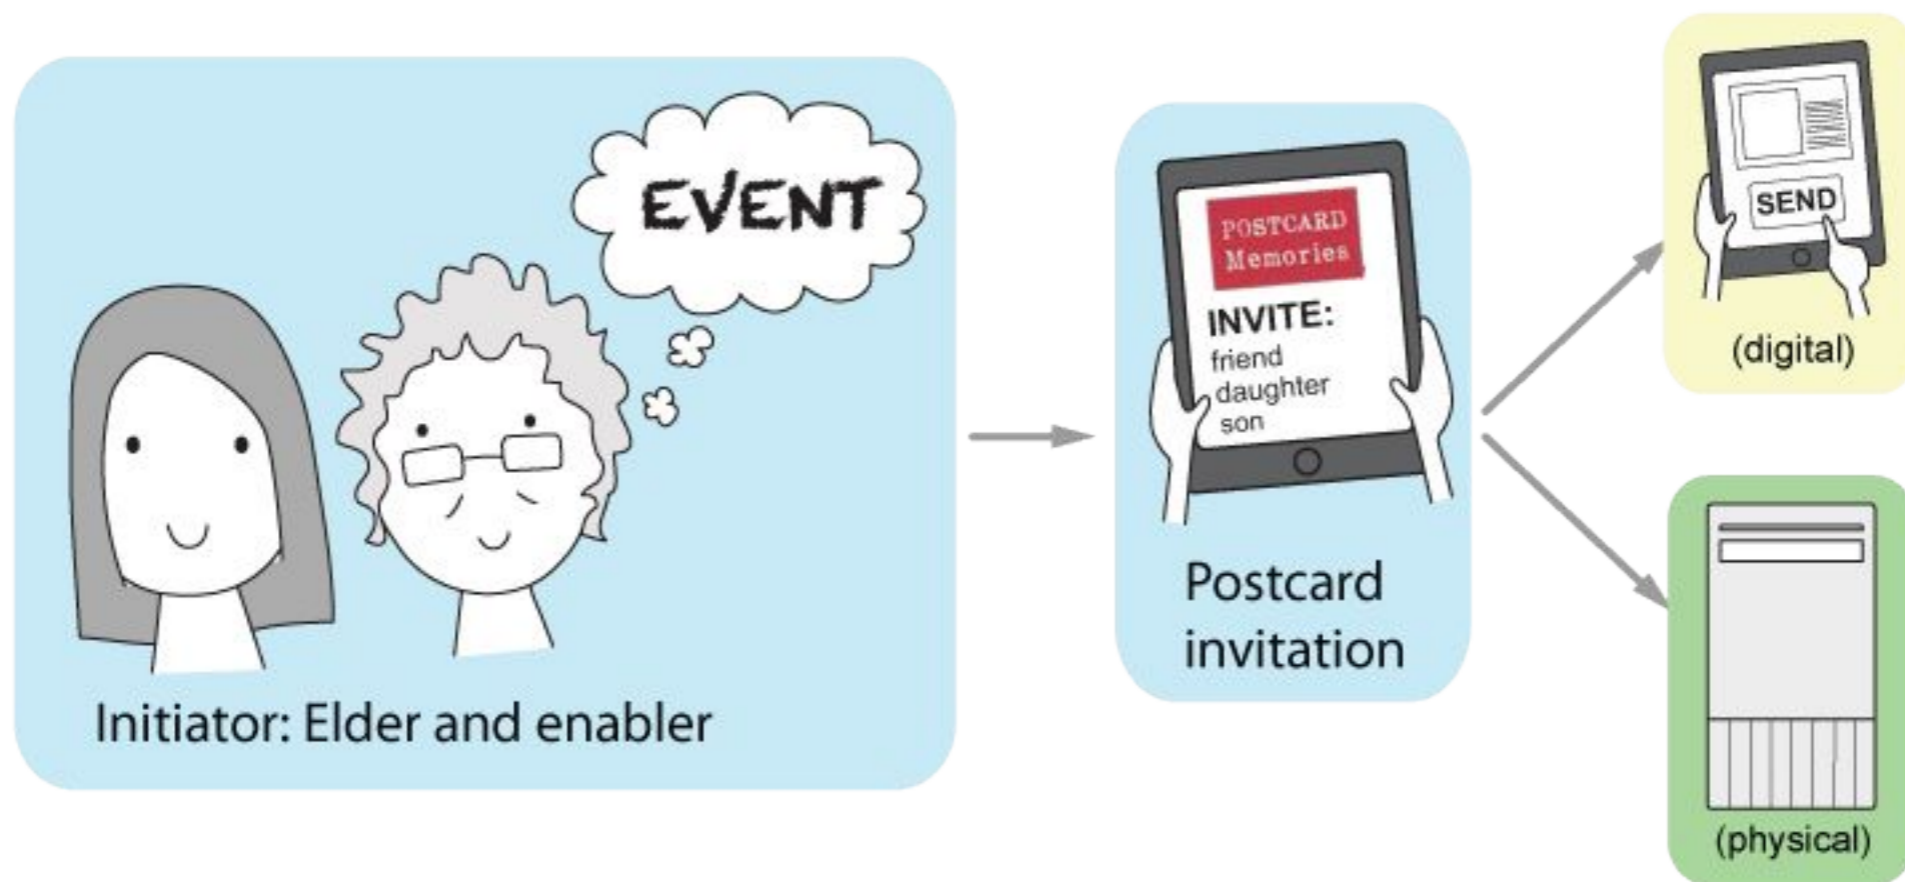 EVENT
Initiator: Elder and enabler
POSTCARD
Memories
INVITE:
friend
daughter
son
Postcard
invitation
SEND
(digital)
(physical)